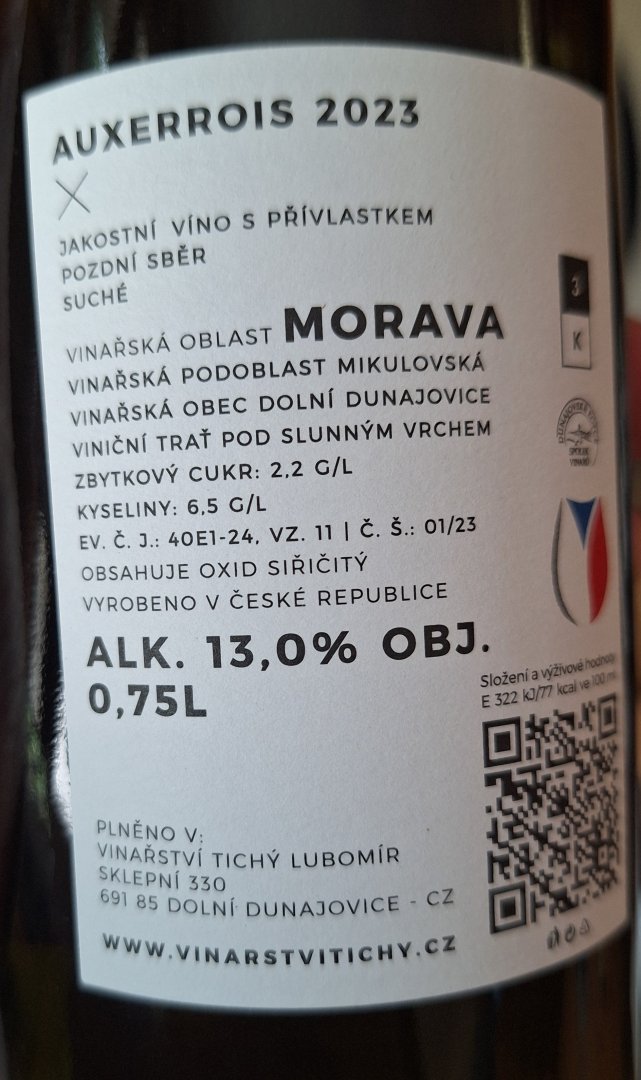 AUXERROIS 2023
JAKOSTNÍ VÍNO S PŘÍVLASTKEM
POZDNÍ SBĚR
SUCHÉ
VINAŘSKÁ OBLAST MORAVA
VINAŘSKÁ PODOBLAST MIKULOVSKÁ
VINAŘSKÁ OBEC DOLNÍ DUNAJOVICE
VINIČNÍ TRAŤ POD SLUNNÝM VRCHEM
ZBYTKOVÝ CUKR: 2,2 G/L
KYSELINY: 6,5 G/L
EV. Č. J.: 40E1-24, VZ. 11 | Č. Š.: 01/23
OBSAHUJE OXID SIŘIČITÝ
VYROBENO V ČESKÉ REPUBLICE
ALK. 13,0% OBJ.
0,75L
3
K
Složení a výživové hodnoty
E 322 kJ/77 kcal ve 100 ml
PLNĚNO V:
VINAŘSTVÍ TICHÝ LUBOMÍR
SKLEPNÍ 330
691 85 DOLNÍ DUNAJOVICE - CZ
WWW.VINARSTVITICHY.CZ